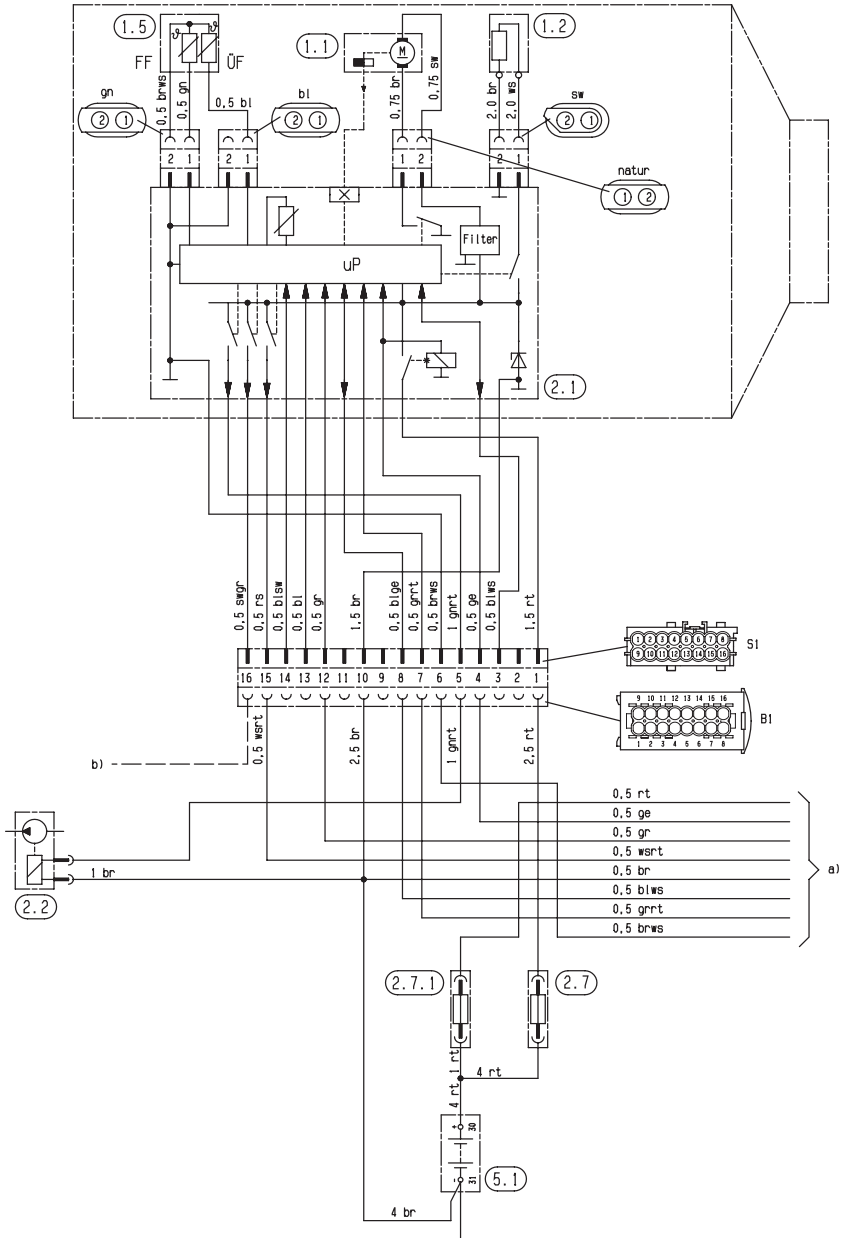 1.5
1.1
1.2
FF
ÜF
ϑ
ϑ
M
0,5 brws
0,5 gn
0,5 bl
0,75 br
0,75 sw
2,0 br
2,0 ws
gn
2 1
bl
2 1
sw
2 1
natur
1 2
2 1
2 1
1 2
2 1
Filter
uP
2.1
0,5 swgr
0,5 rs
0,5 blsw
0,5 bl
0,5 gr
1,5 br
0,5 blge
0,5 grrt
0,5 brws
1 gnrt
0,5 ge
0,5 blws
1,5 rt
S1
1 2 3 4 5 6 7 8
9 10 11 12 13 14 15 16
16 15 14 13 12 11 10 9 8 7 6 5 4 3 2 1
B1
9 10 11 12 13 14 15 16
1 2 3 4 5 6 7 8
0,5 wsrt
2,5 br
1 gnrt
2,5 rt
b)
0,5 rt
0,5 ge
0,5 gr
0,5 wsrt
0,5 br
0,5 blws
0,5 grrt
0,5 brws
a)
1 br
2.2
2.7.1
2.7
1 rt
4 rt
4 rt
+ 30
- 31
5.1
4 br